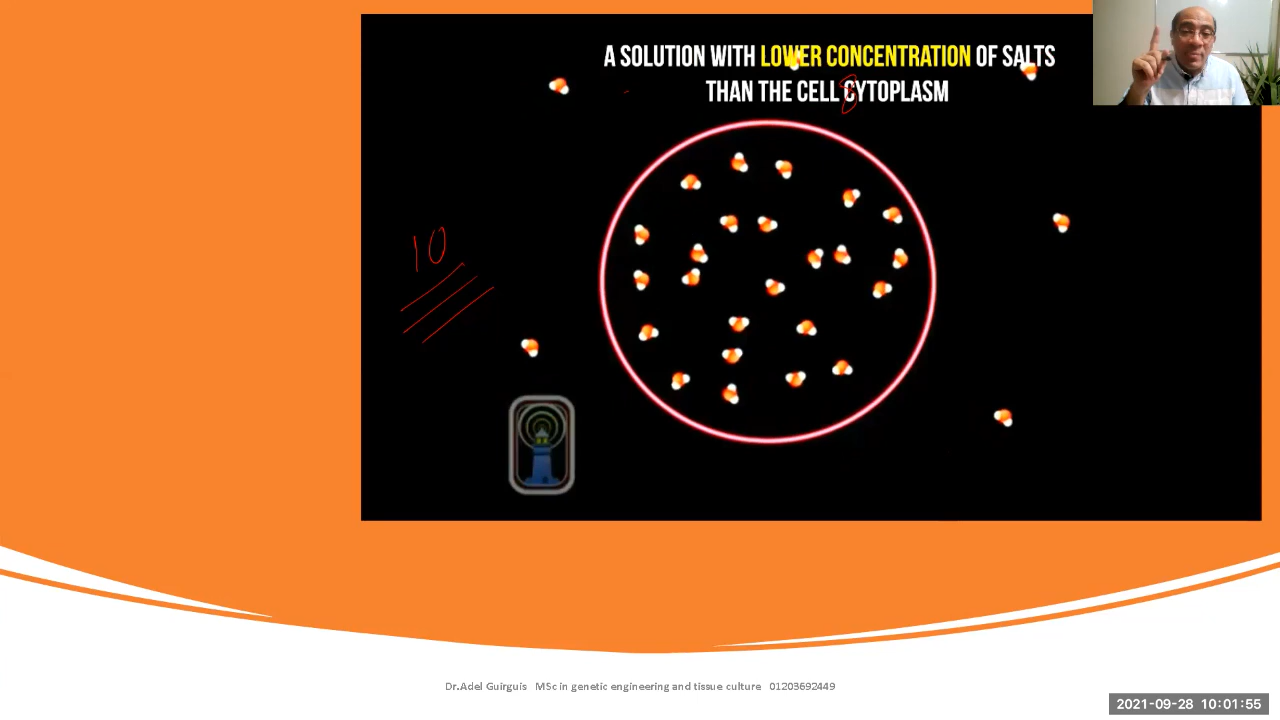 A SOLUTION WITH LOWER CONCENTRATION OF SALTS
THAN THE CELL CYTOPLASM
8
10
Dr.Adel Guirguis MSc in genetic engineering and tissue culture 01203692449
2021-09-28 10:01:55